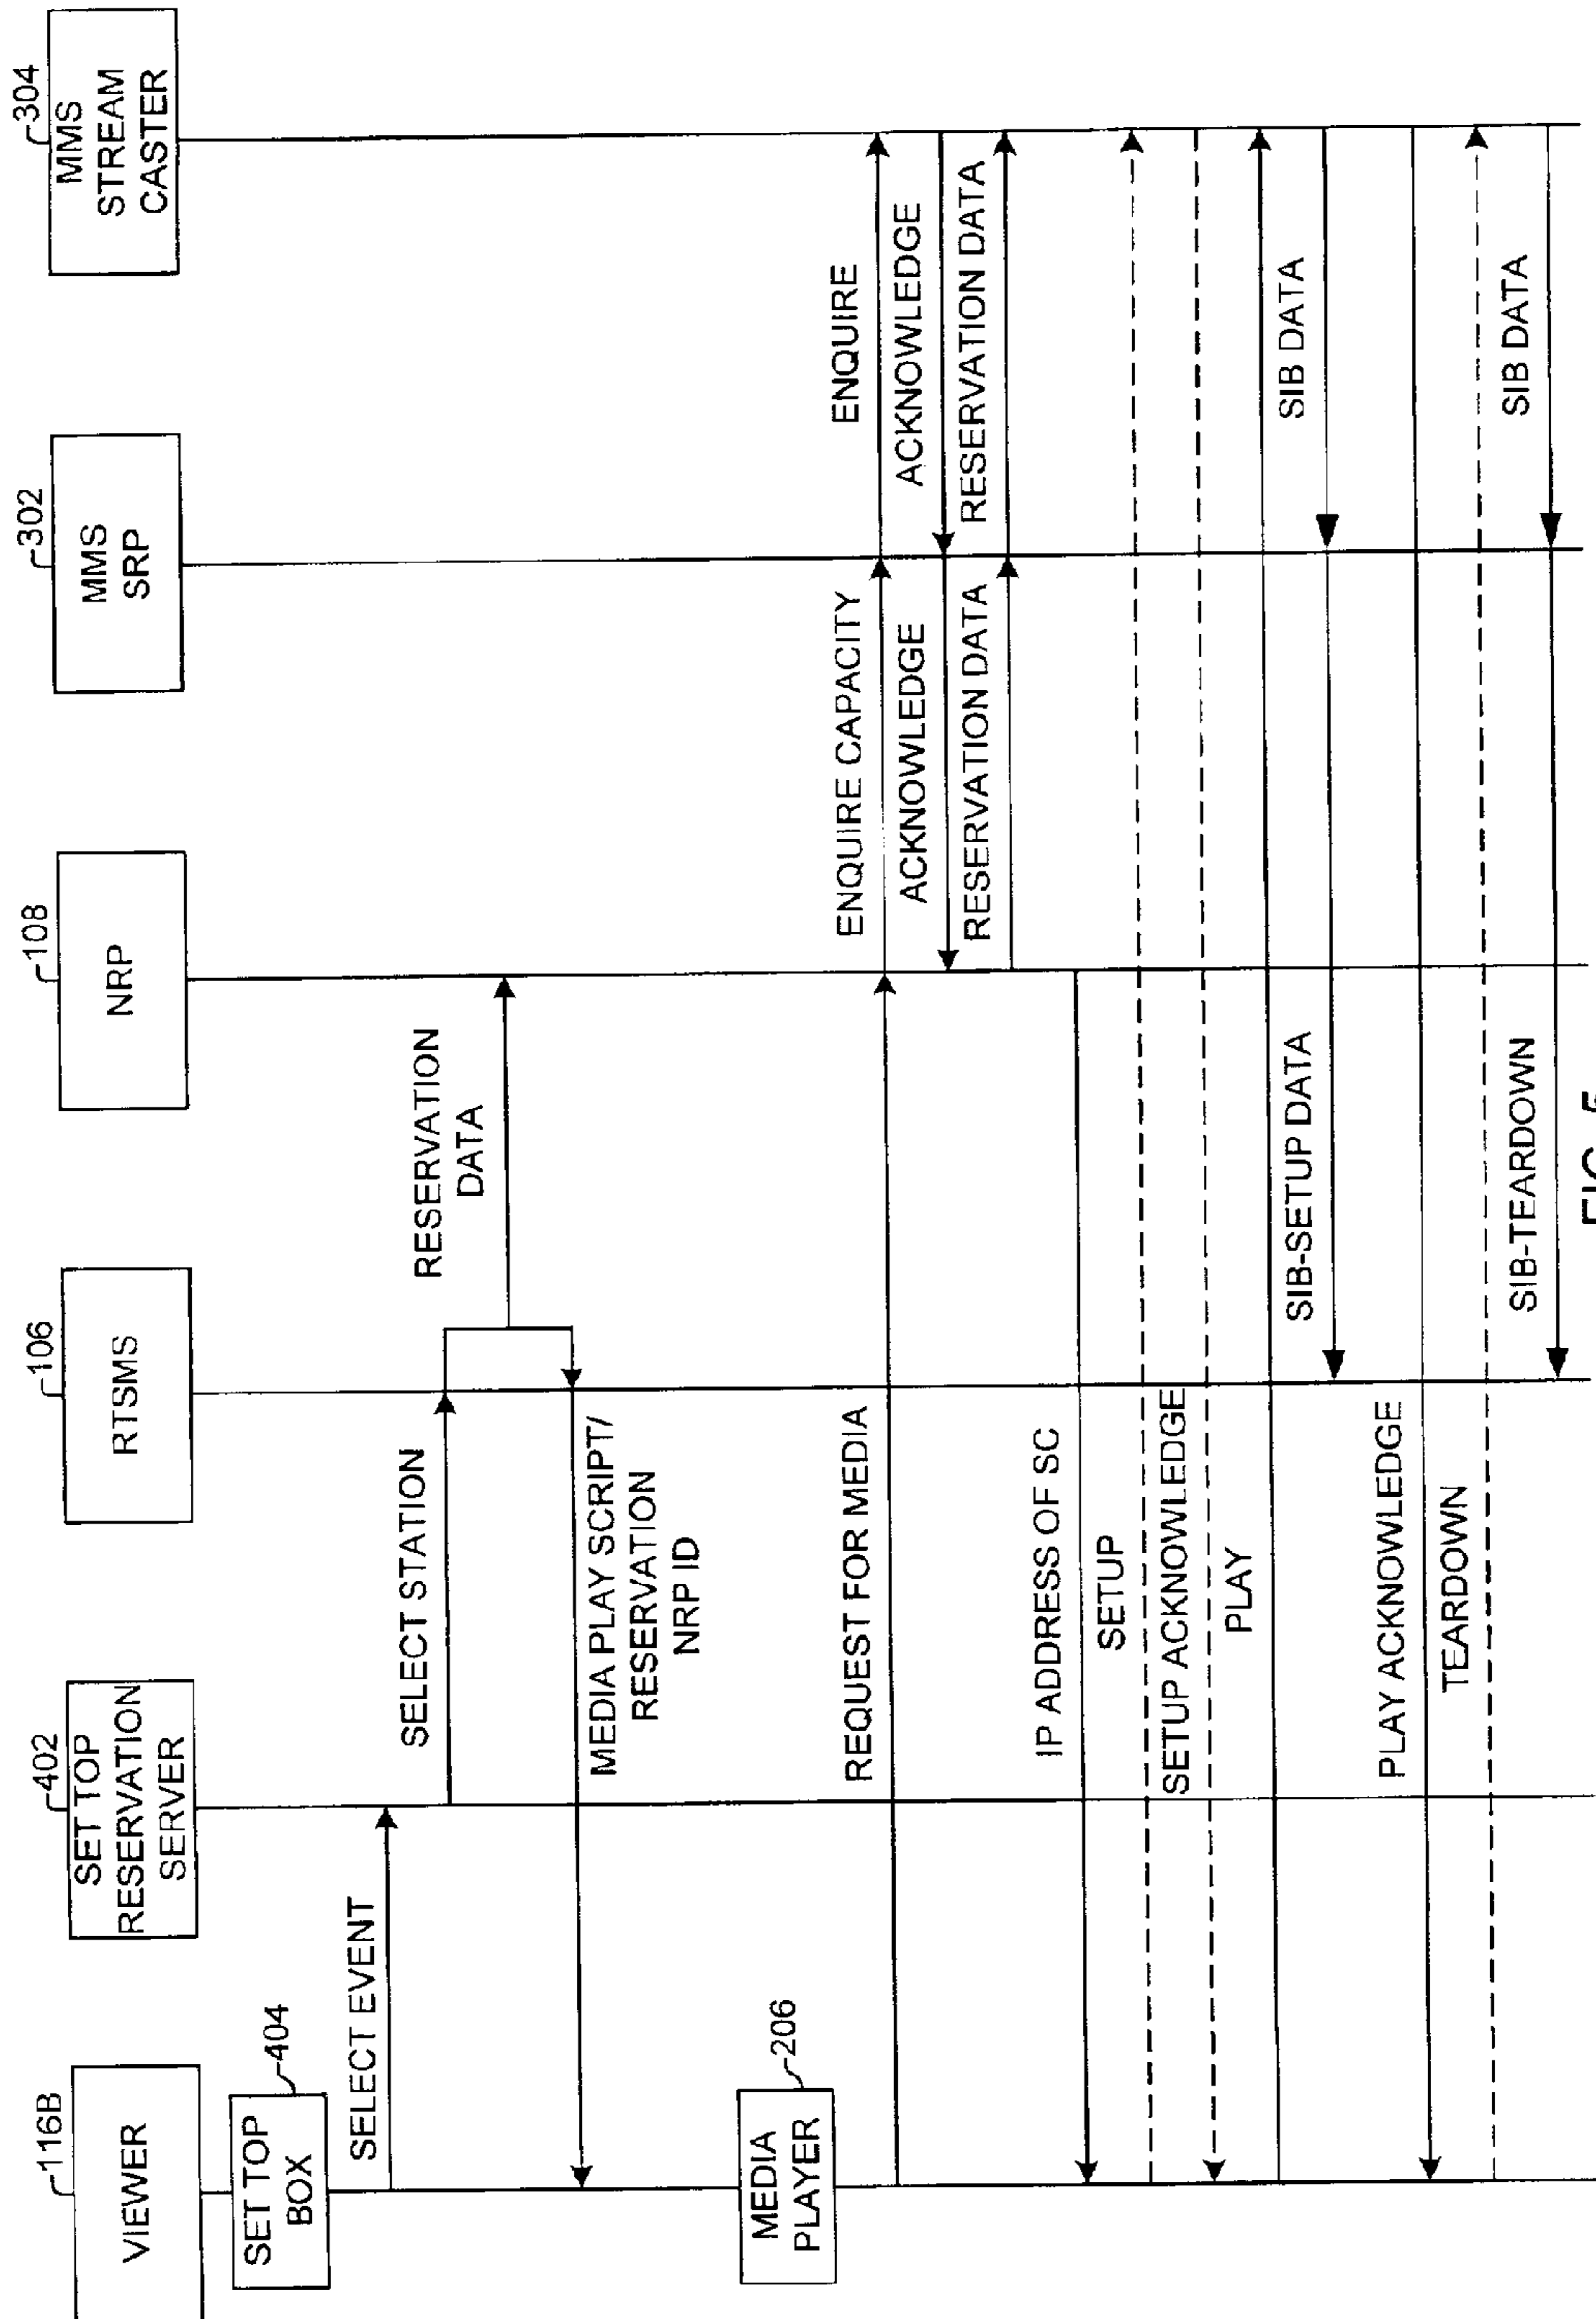 116B
VIEWER
SET TOP
BOX
404
402
SET TOP
RESERVATION
SERVER
106
RTSMS
108
NRP
302
MMS
SRP
304
MMS
STREAM
CASTER
SELECT EVENT
SELECT STATION
RESERVATION
DATA
MEDIA PLAY SCRIPT/
RESERVATION
NRP ID
MEDIA
PLAYER
206
REQUEST FOR MEDIA
ENQUIRE CAPACITY
ENQUIRE
ACKNOWLEDGE
ACKNOWLEDGE
RESERVATION DATA
RESERVATION DATA
IP ADDRESS OF SC
SETUP
SETUP ACKNOWLEDGE
PLAY
SIB-SETUP DATA
SIB DATA
PLAY ACKNOWLEDGE
TEARDOWN
SIB-TEARDOWN
SIB DATA
FIG. 5